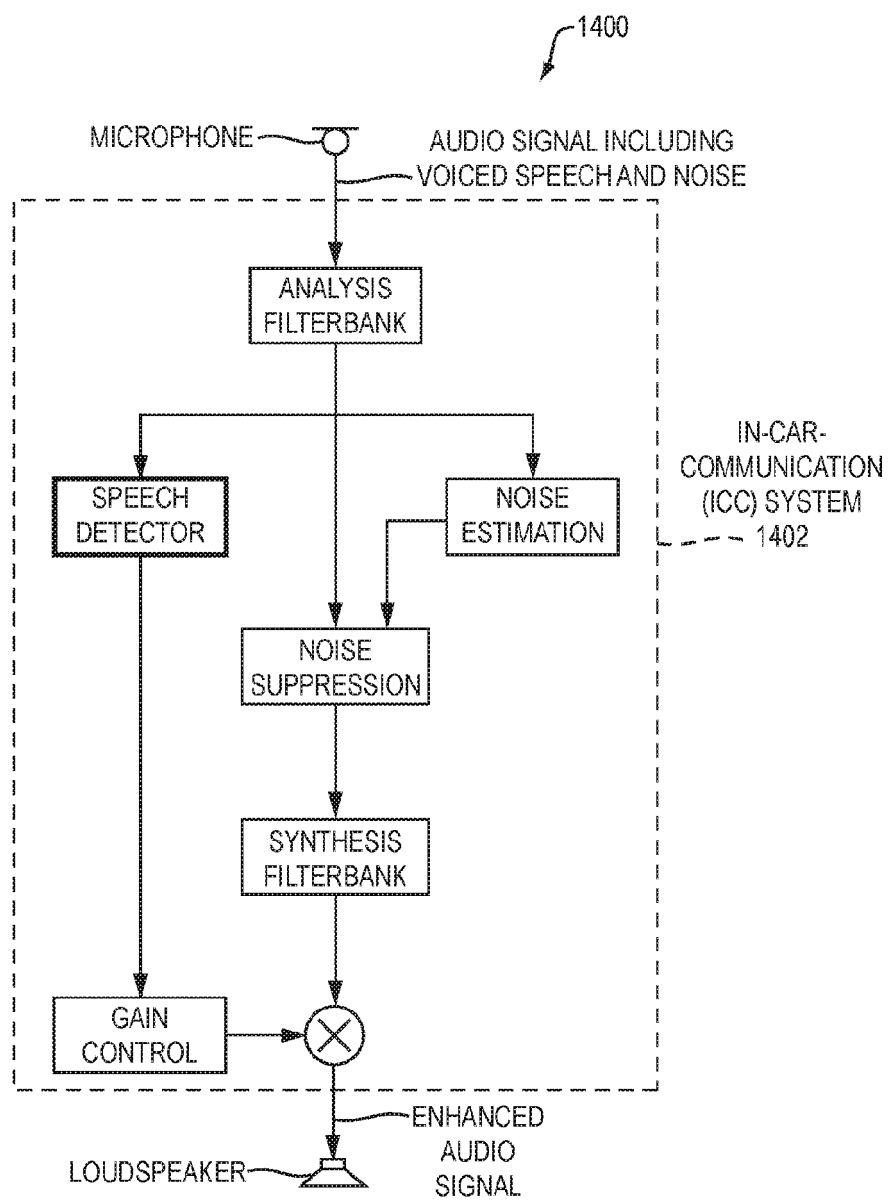 1400
MICROPHONE
AUDIO SIGNAL INCLUDING
VOICED SPEECH AND NOISE
ANALYSIS
FILTERBANK
SPEECH
DETECTOR
NOISE
ESTIMATION
IN-CAR-
COMMUNICATION
(ICC) SYSTEM
1402
NOISE
SUPPRESSION
SYNTHESIS
FILTERBANK
GAIN
CONTROL
ENHANCED
AUDIO
SIGNAL
LOUDSPEAKER